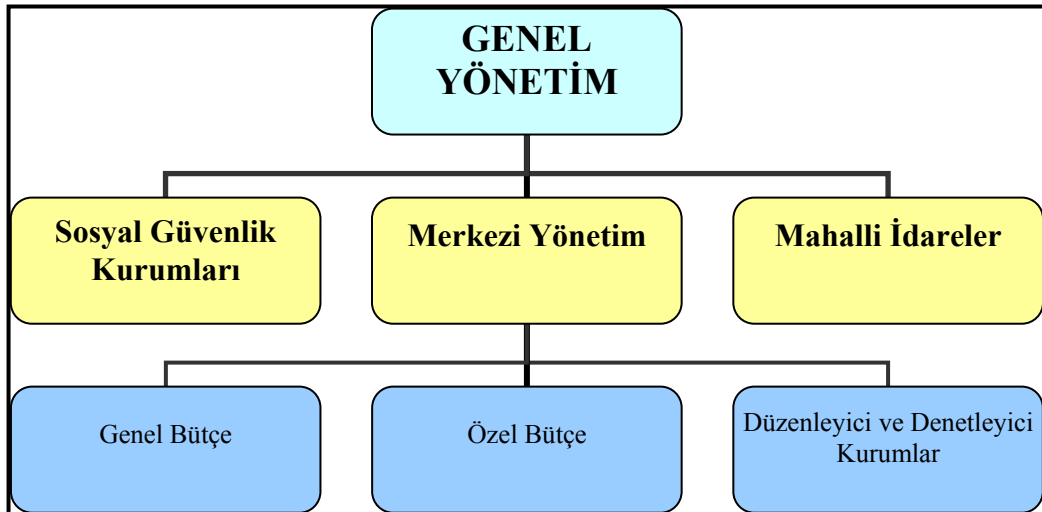 GENEL
YÖNETİM
Sosyal Güvenlik
Kurumları
Merkezi Yönetim
Mahalli İdareler
Genel Bütçe
Özel Bütçe
Düzenleyici ve Denetleyici
Kurumlar